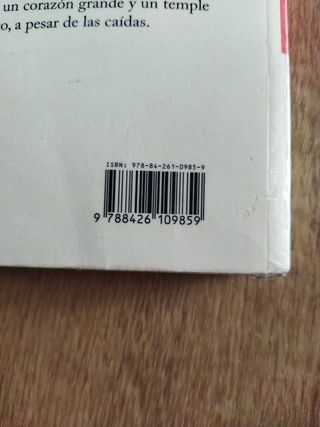 un corazón grande y un temple
o, a pesar de las caídas.
ISBN: 978-84-261-0985-9
9 788426 109859